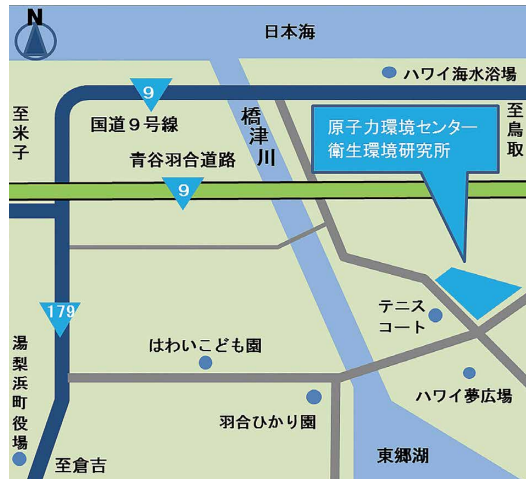 N
日本海
ハワイ海水浴場
9
国道９号線
橋津川
至米子
至鳥取
原子力環境センター
衛生環境研究所
青谷羽合道路
9
179
テニス
コート
はわいこども園
湯梨浜町役場
ハワイ夢広場
羽合ひかり園
東郷湖
至倉吉